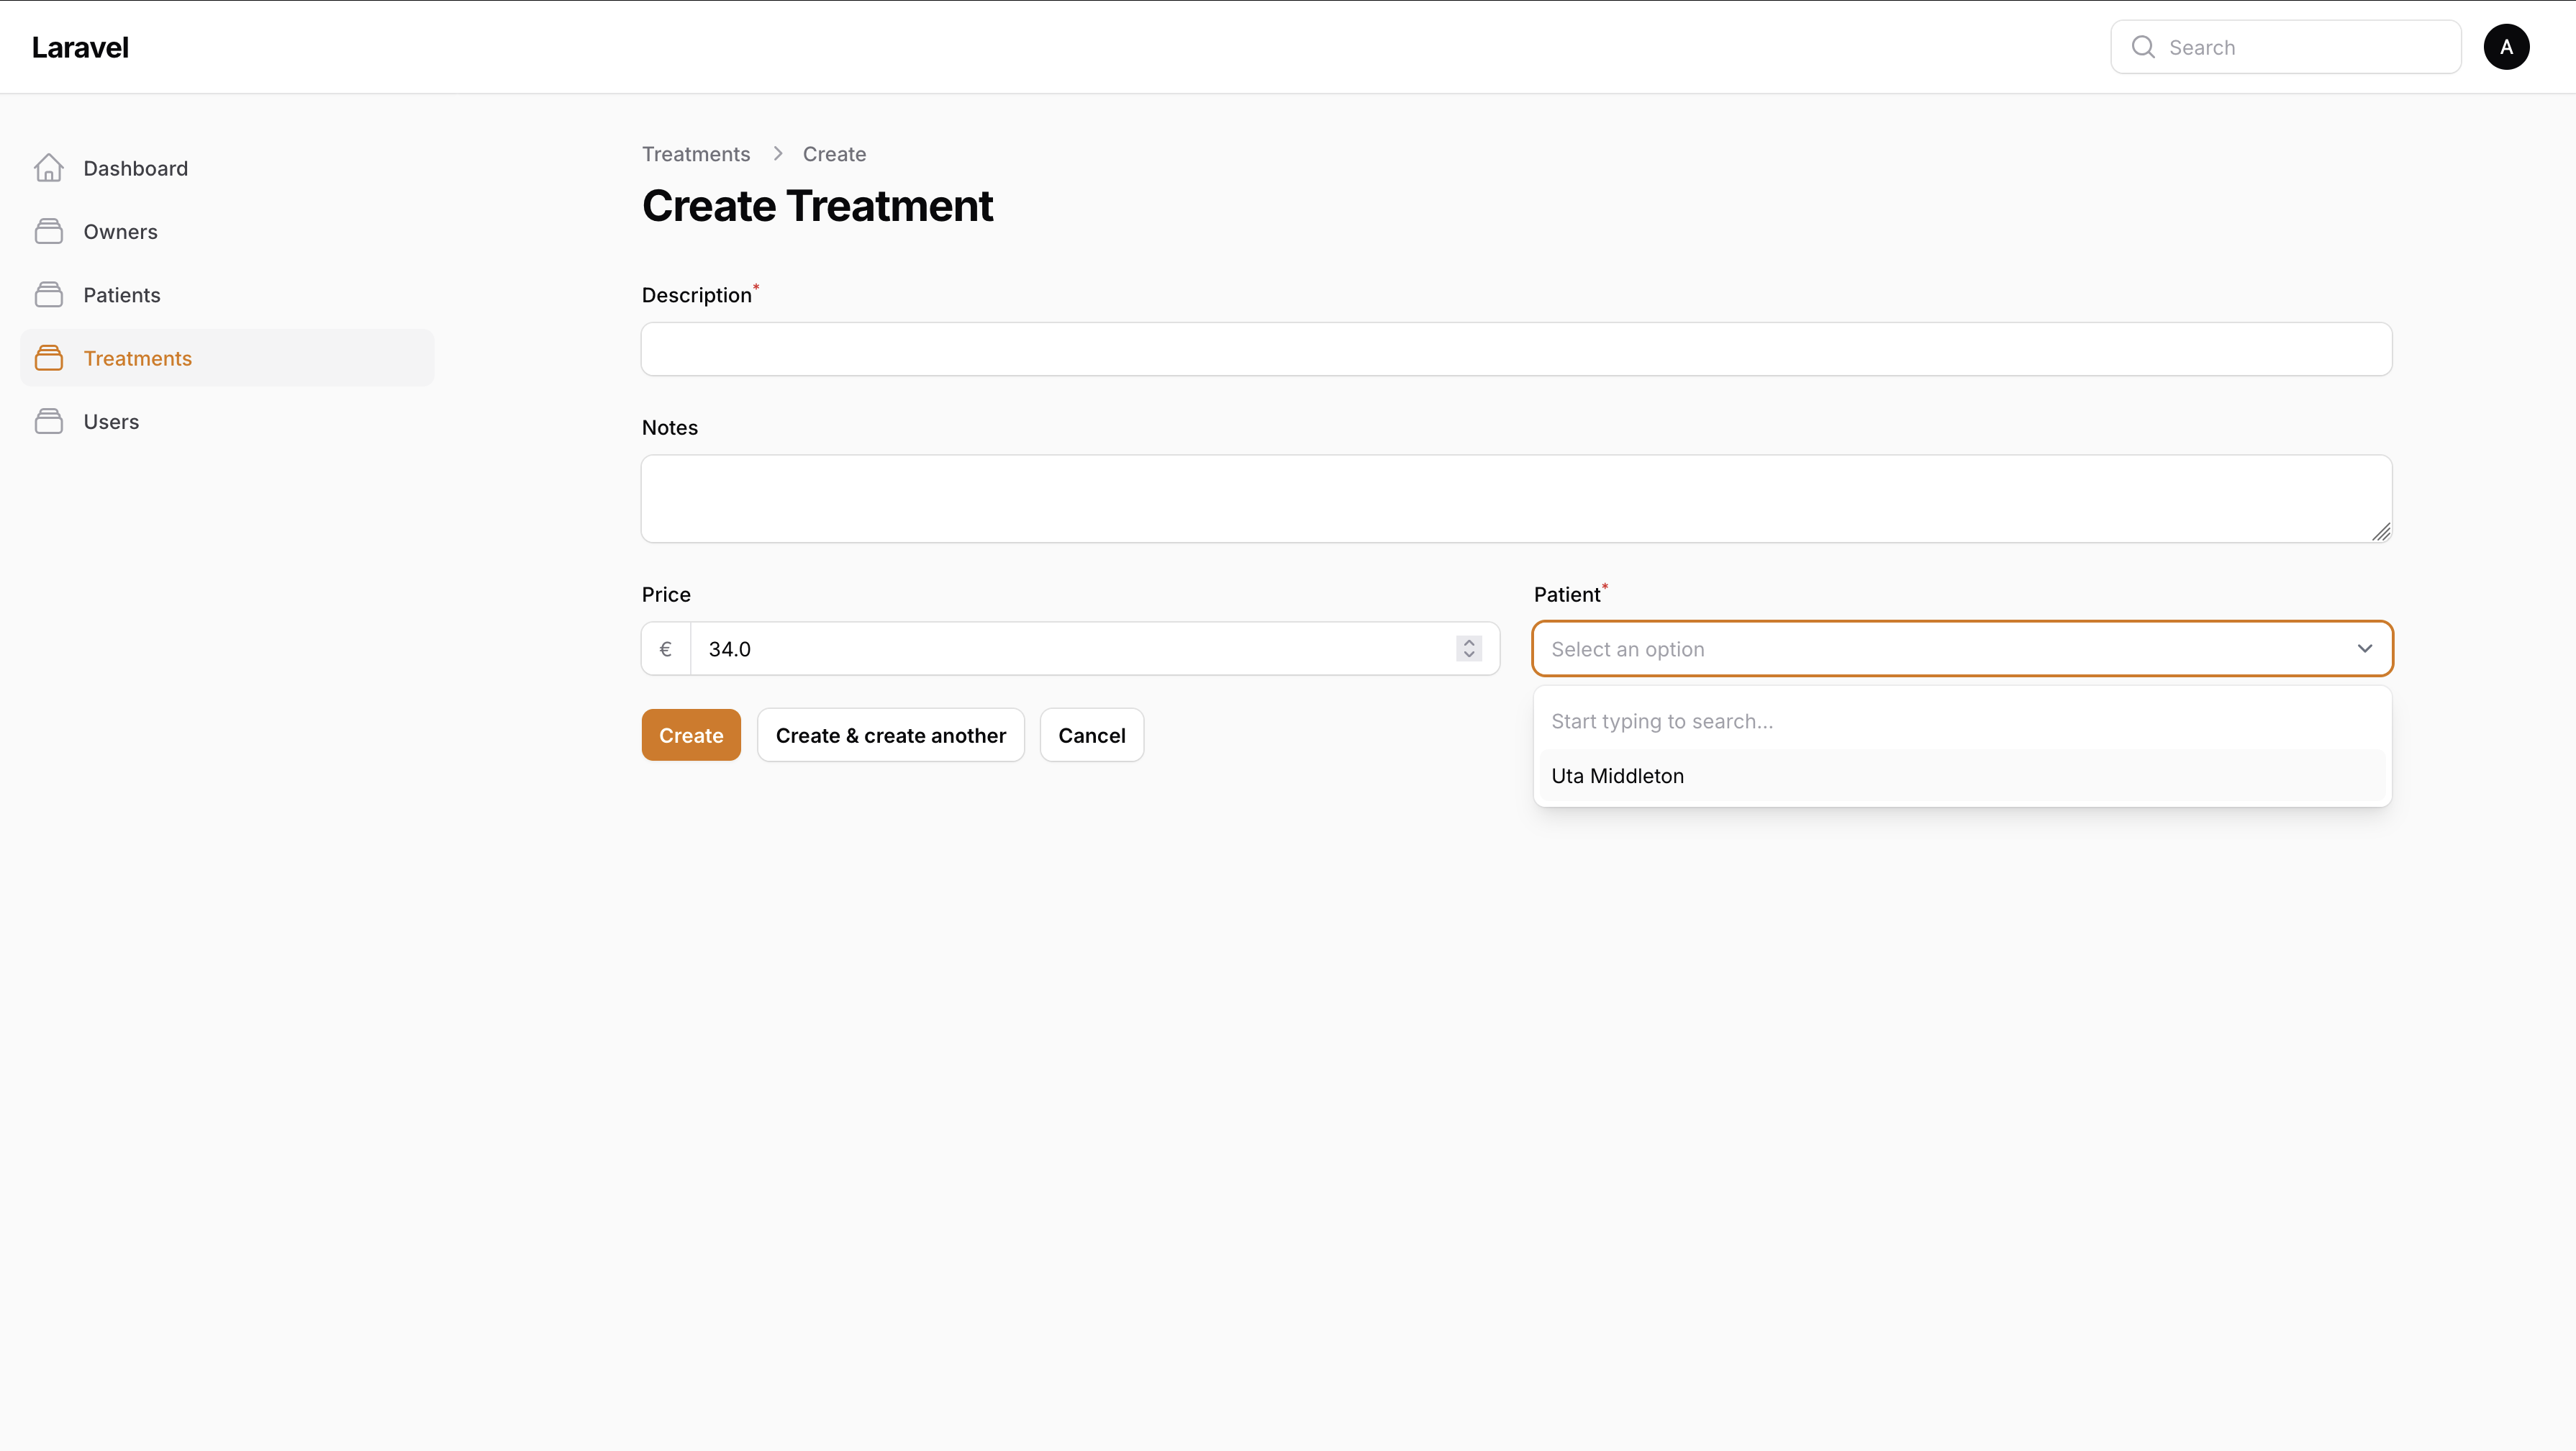 Laravel
Search
A
Dashboard
Owners
Patients
Treatments
Users
Treatments > Create
Create Treatment
Description*
Notes
Price
€ 34.0
Patient*
Select an option
Start typing to search...
Uta Middleton
Create
Create & create another
Cancel